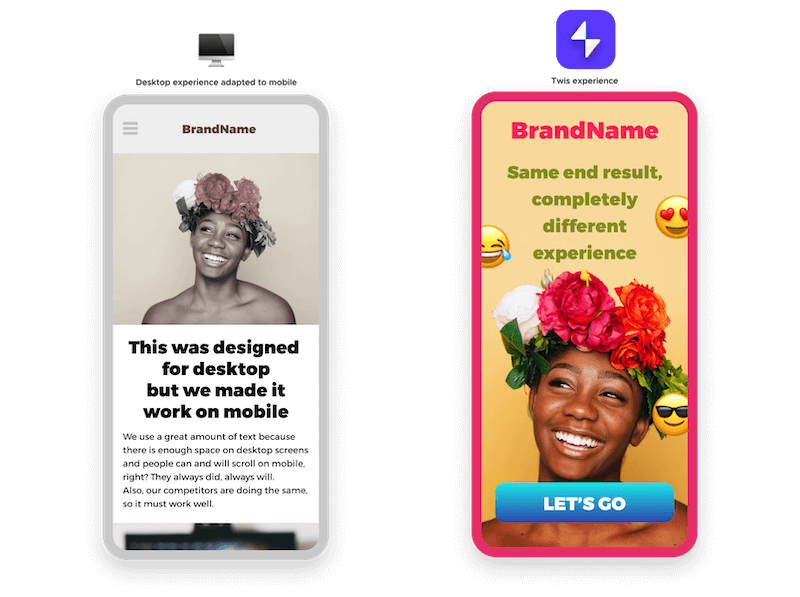 Desktop experience adapted to mobile
BrandName
This was designed
for desktop
but we made it
work on mobile
We use a great amount of text because
there is enough space on desktop screens
and people can and will scroll on mobile,
right? They always did, always will.
Also, our competitors are doing the same,
so it must work well.
Twis experience
BrandName
Same end result,
completely
different
experience
LET'S GO